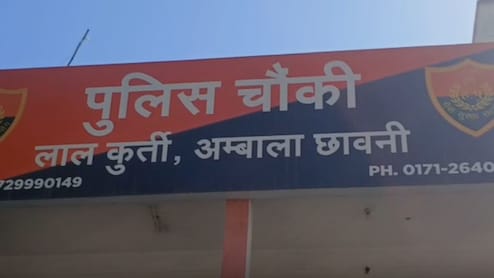 पुलिस चौंकी
लाल कुर्ती, अम्बाला छावनी
729990149 PH. 0171-2640